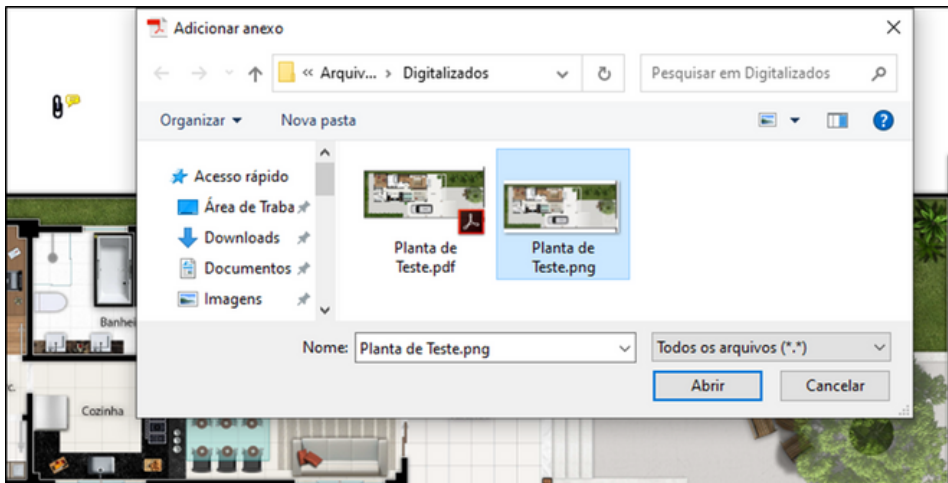 Adicionar anexo
« Arquiv... › Digitalizados
Pesquisar em Digitalizados
Organizar
Nova pasta
Acesso rápido
Área de Traba
Downloads
Documentos
Imagens
Planta de
Teste.pdf
Planta de
Teste.png
Nome: Planta de Teste.png
Todos os arquivos (*.*)
Abrir
Cancelar
Banhei
c.
Cozinha